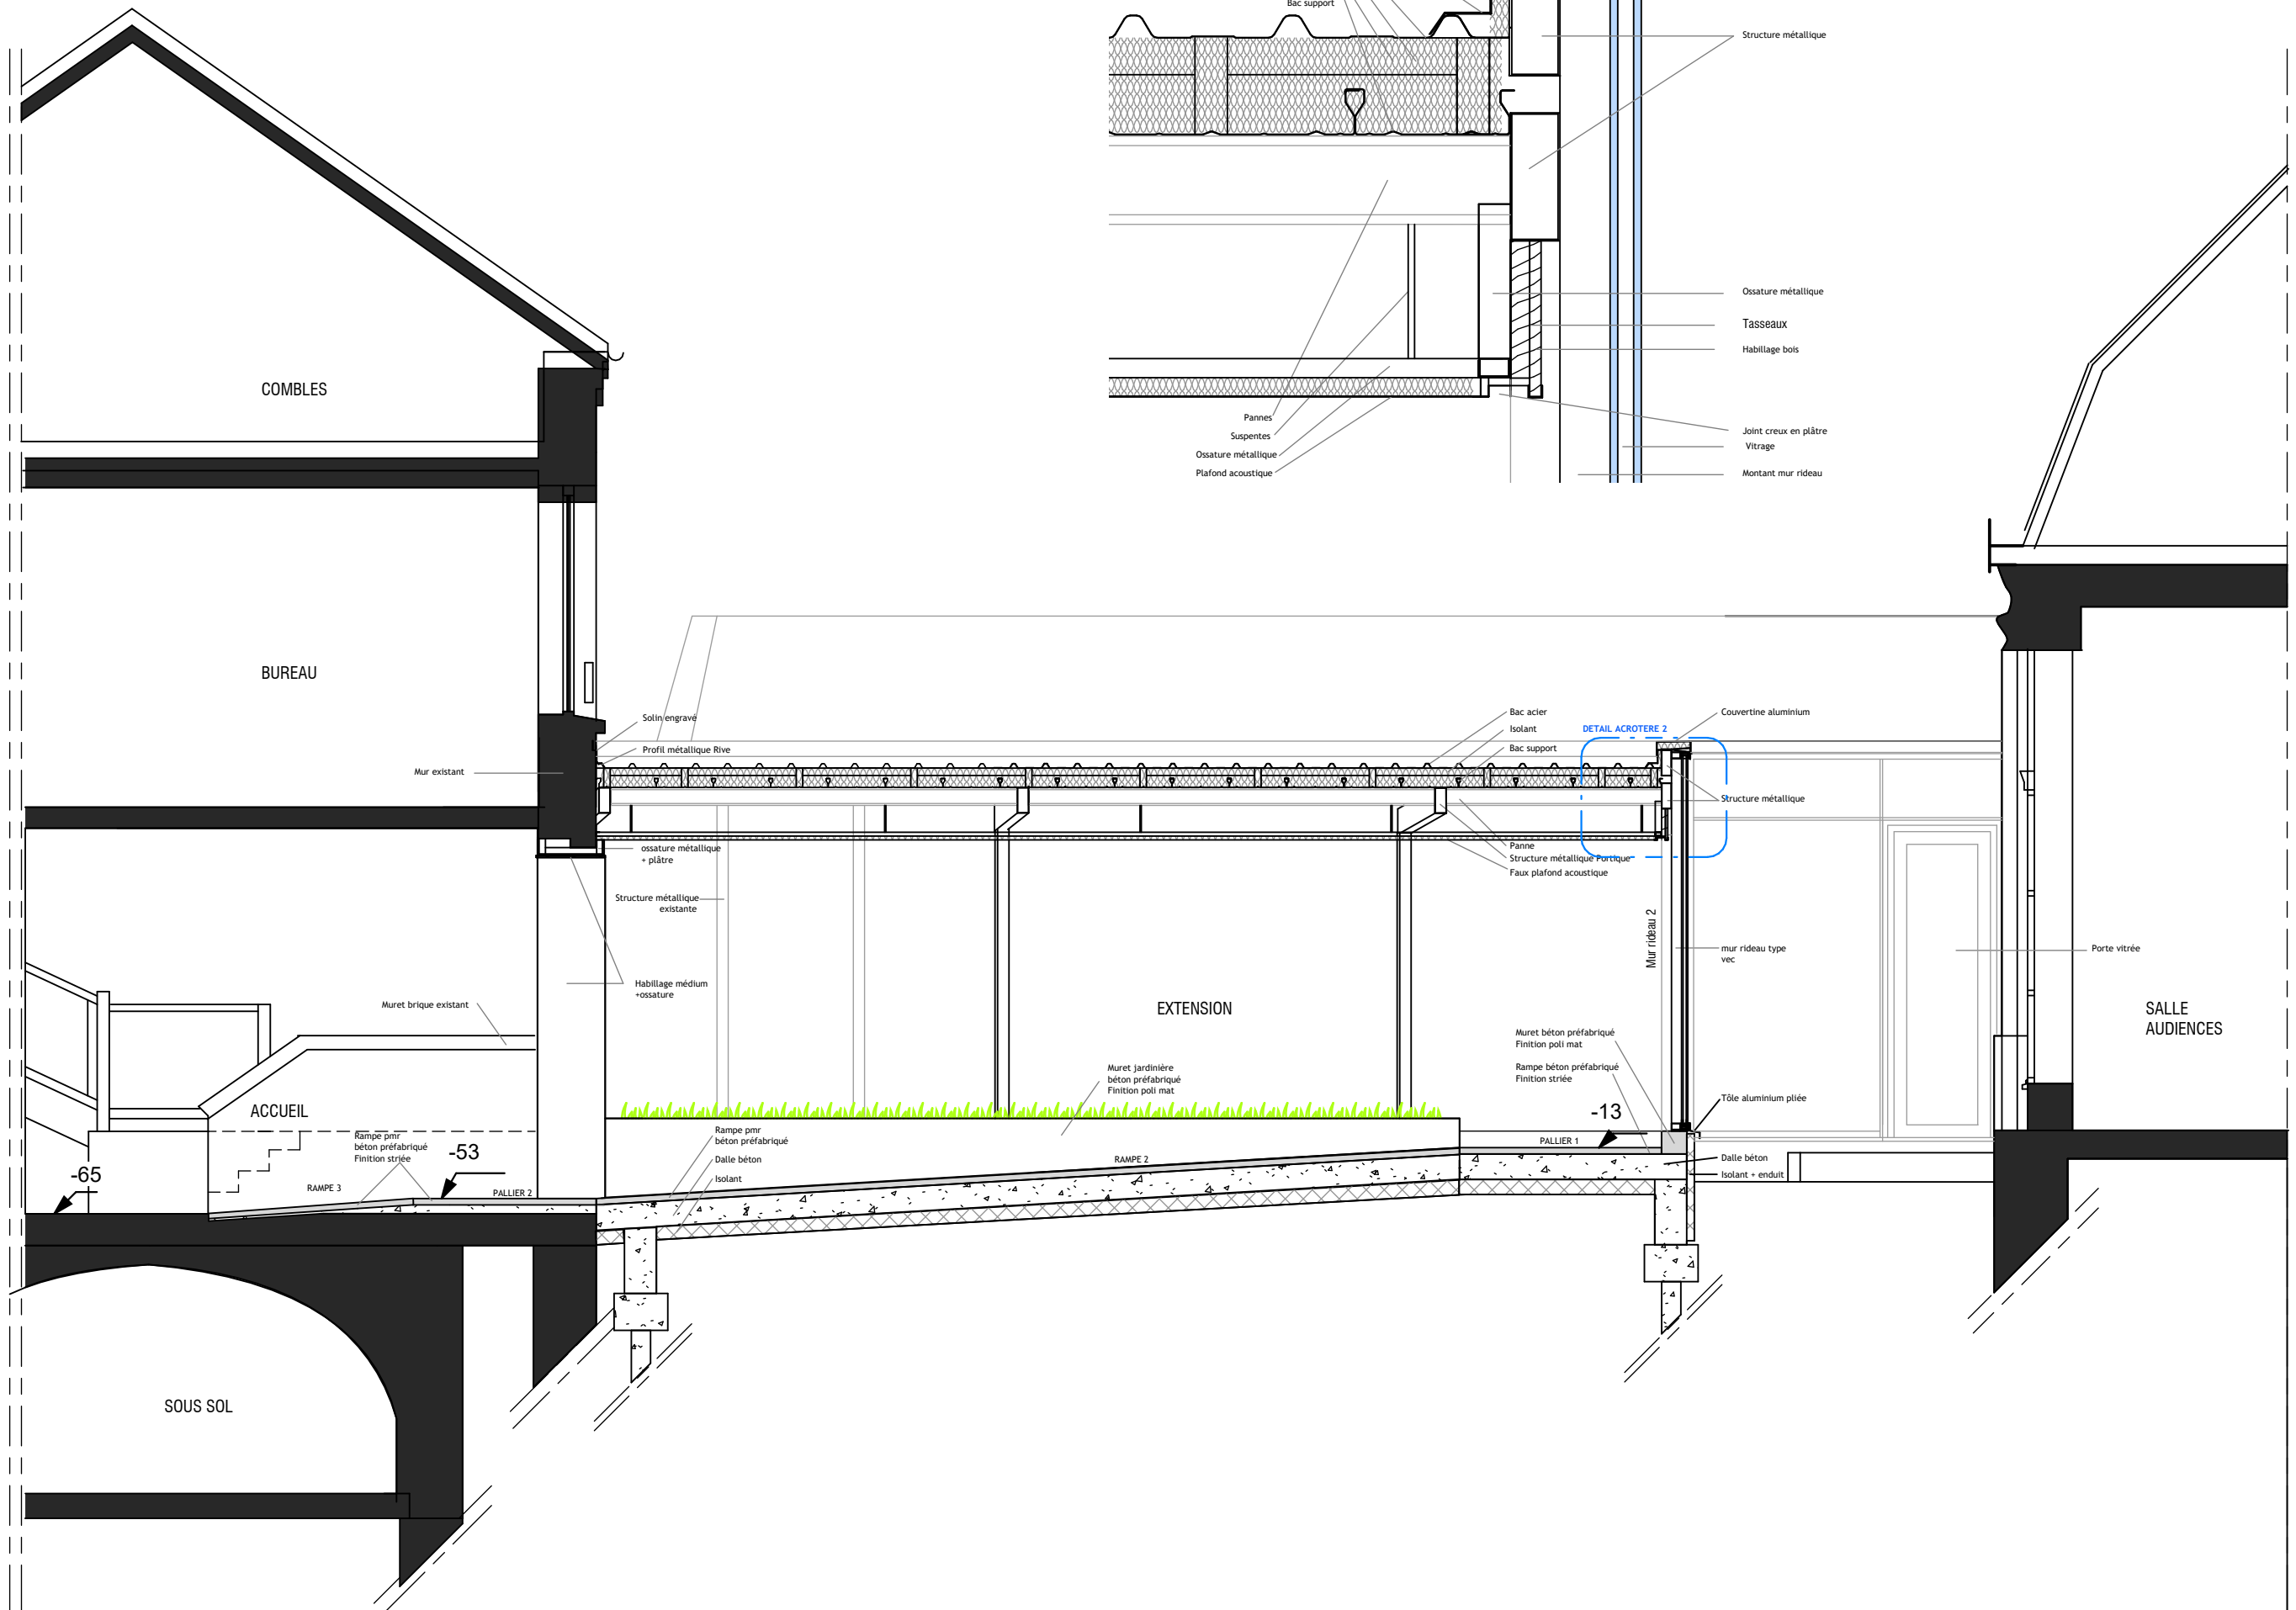 Bac support
Structure métallique
Ossature métallique
Tasseaux
Habillage bois
Pannes
Suspentes
Ossature métallique
Plafond acoustique
Joint creux en plâtre
Vitrage
Montant mur rideau
COMBLES
BUREAU
Solin engravé
Profil métallique Rive
Mur existant
Bac acier
Isolant
Bac support
DETAIL ACROTERE 2
Couvertine aluminium
Structure métallique
ossature métallique
+ plâtre
Panne
Structure métallique Portique
Faux plafond acoustique
Structure métallique
existante
Mur rideau 2
mur rideau type
vec
Porte vitrée
Habillage médium
+ossature
Muret brique existant
EXTENSION
SALLE
AUDIENCES
Muret béton préfabriqué
Finition poli mat
Rampe béton préfabriqué
Finition striée
Muret jardinière
béton préfabriqué
Finition poli mat
Tôle aluminium pliée
ACCUEIL
-13
Rampe pmr
béton préfabriqué
Finition striée
-53
Rampe pmr
béton préfabriqué
Dalle béton
Isolant
PALLIER 1
RAMPE 2
Dalle béton
Isolant + enduit
-65
RAMPE 3
PALLIER 2
SOUS SOL